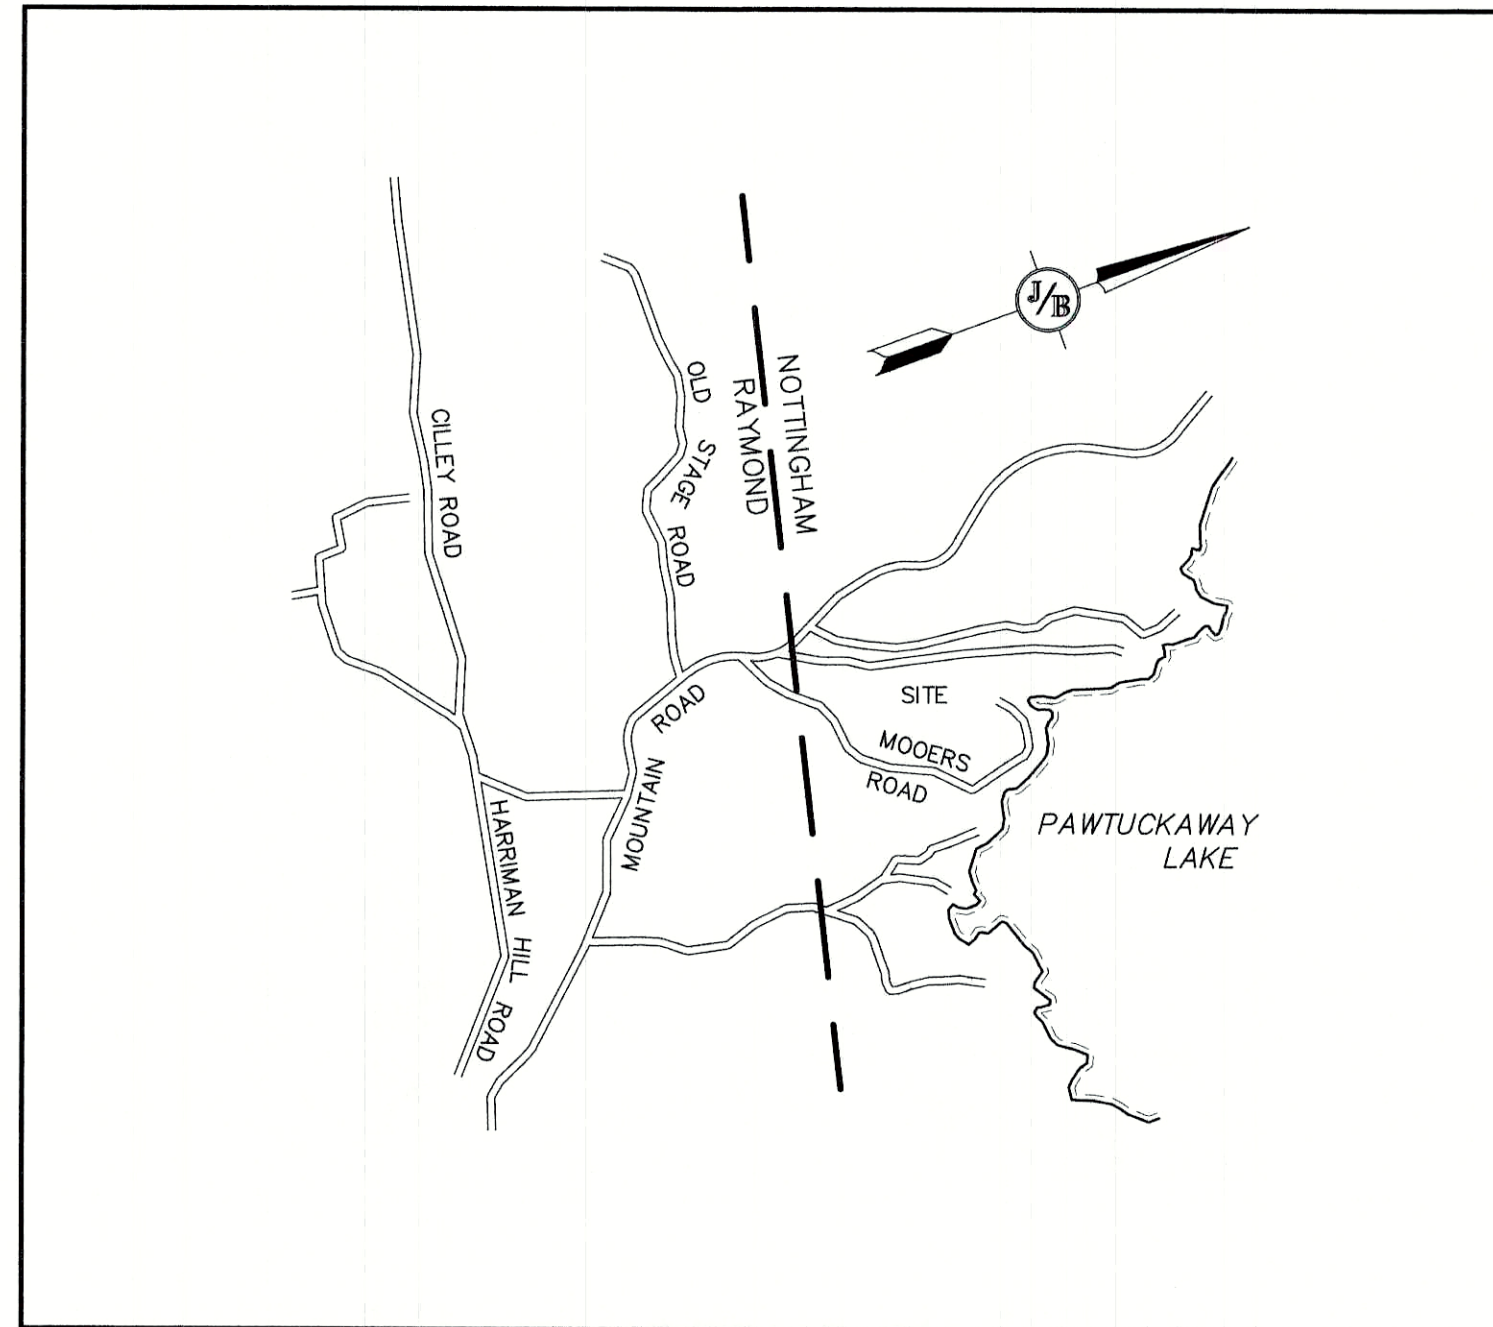 J/B
NOTTINGHAM
RAYMOND
OLD STAGE ROAD
CILLEY ROAD
SITE
MOUNTAIN ROAD
MOOERS
ROAD
PAWTUCKAWAY
LAKE
HARRIMAN HILL ROAD